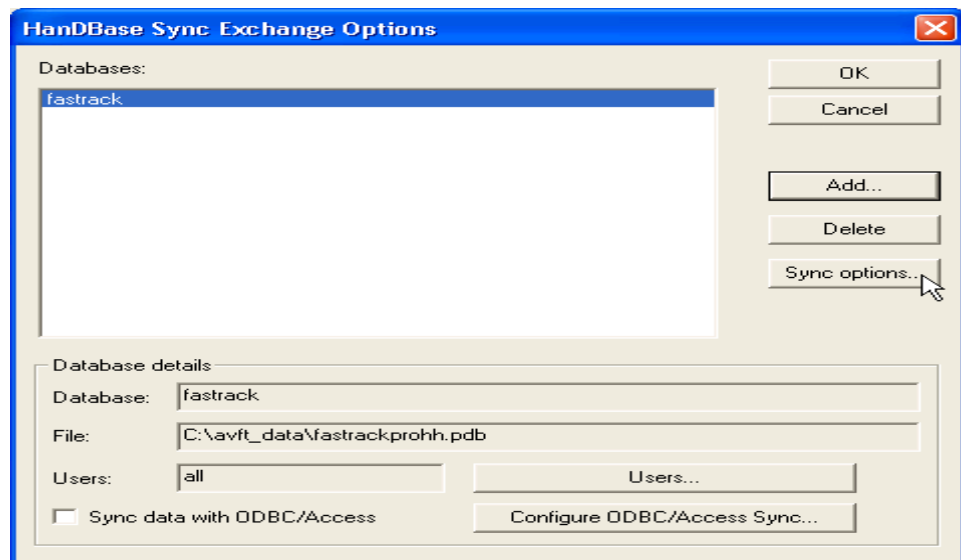 HanDBase Sync Exchange Options
Databases:
fastrack
OK
Cancel
Add...
Delete
Sync options...
Database details
Database: fastrack
File: C:\avft_data\fastrackprohh.pdb
Users: all
Users...
Sync data with ODBC/Access
Configure ODBC/Access Sync...